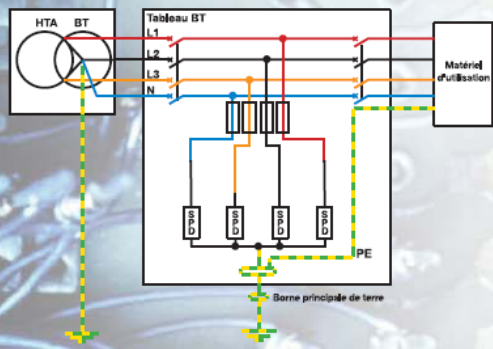 HTA BT
Tableau BT
L1
L2
L3
N
Matériel
d'utilisation
SPD
SPD
SPD
SPD
PE
Borne principale de terre